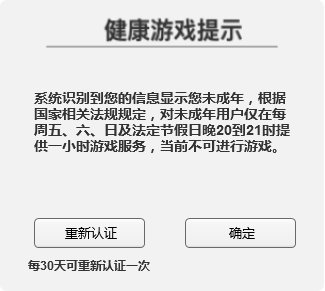 健康游戏提示
系统识别到您的信息显示您未成年，根据
国家相关法规规定，对未成年用户仅在每
周五、六、日及法定节假日晚20到21时提
供一小时游戏服务，当前不可进行游戏。
重新认证
确定
每30天可重新认证一次